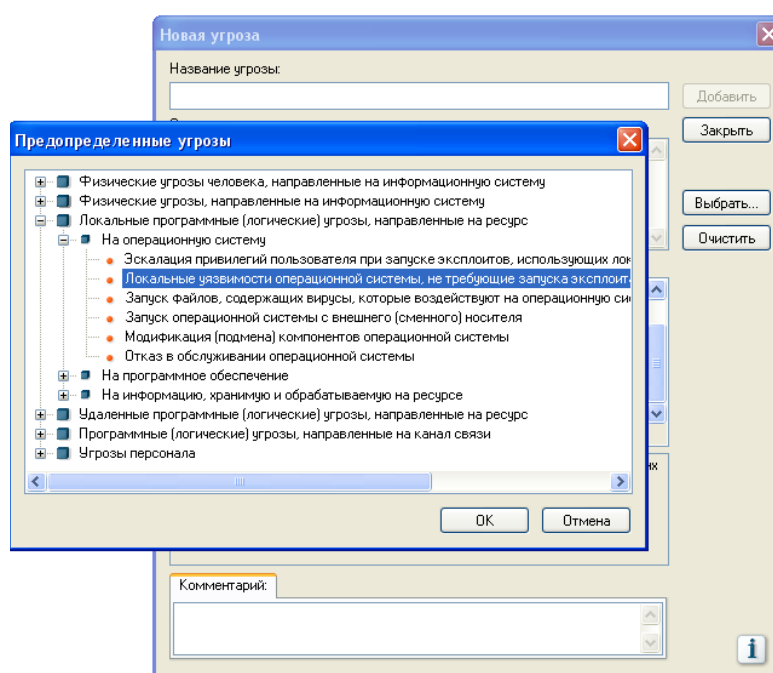 Новая угроза
Название угрозы:
Добавить
Закрыть
Выбрать...
Очистить
Предопределенные угрозы
Физические угрозы человека, направленные на информационную систему
Физические угрозы, направленные на информационную систему
Локальные программные (логические) угрозы, направленные на ресурс
На операционную систему
Эскалация привилегий пользователя при запуске эксплоитов, использующих
Локальные уязвимости операционной системы, не требующие запуска
Запуск файлов, содержащих вирусы, которые воздействуют на операционную
Запуск операционной системы с внешнего (сменного) носителя
Модификация (подмена) компонентов операционной системы
Отказ в обслуживании операционной системы
На программное обеспечение
На информацию, хранимую и обрабатываемую на ресурсе
Удаленные программные (логические) угрозы, направленные на ресурс
Программные (логические) угрозы, направленные на канал связи
Угрозы персонала
OK
Отмена
Комментарий: